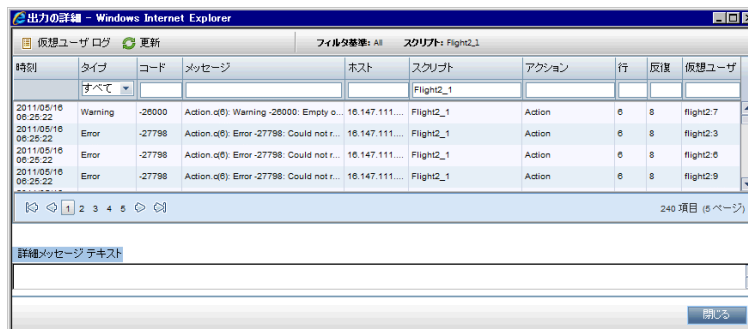 出力の詳細 - Windows Internet Explorer
仮想ユーザ ログ 更新 フィルタ基準: All スクリプト: Flight2_1
時刻 タイプ コード メッセージ ホスト スクリプト アクション 行 反復 仮想ユーザ
すべて Flight2_1
2011/05/16 06:25:22 Warning -26000 Action.c(6): Warning -26000: Empty o... 16.147.111.... Flight2_1 Action 6 8 flight2:7
2011/05/16 06:25:22 Error -27798 Action.c(6): Error -27798: Could not r... 16.147.111.... Flight2_1 Action 6 8 flight2:3
2011/05/16 06:25:22 Error -27798 Action.c(6): Error -27798: Could not r... 16.147.111.... Flight2_1 Action 6 8 flight2:6
2011/05/16 06:25:22 Error -27798 Action.c(6): Error -27798: Could not r... 16.147.111.... Flight2_1 Action 6 8 flight2:9
1 2 3 4 5 240 項目 (5 ページ)
詳細メッセージ テキスト
閉じる